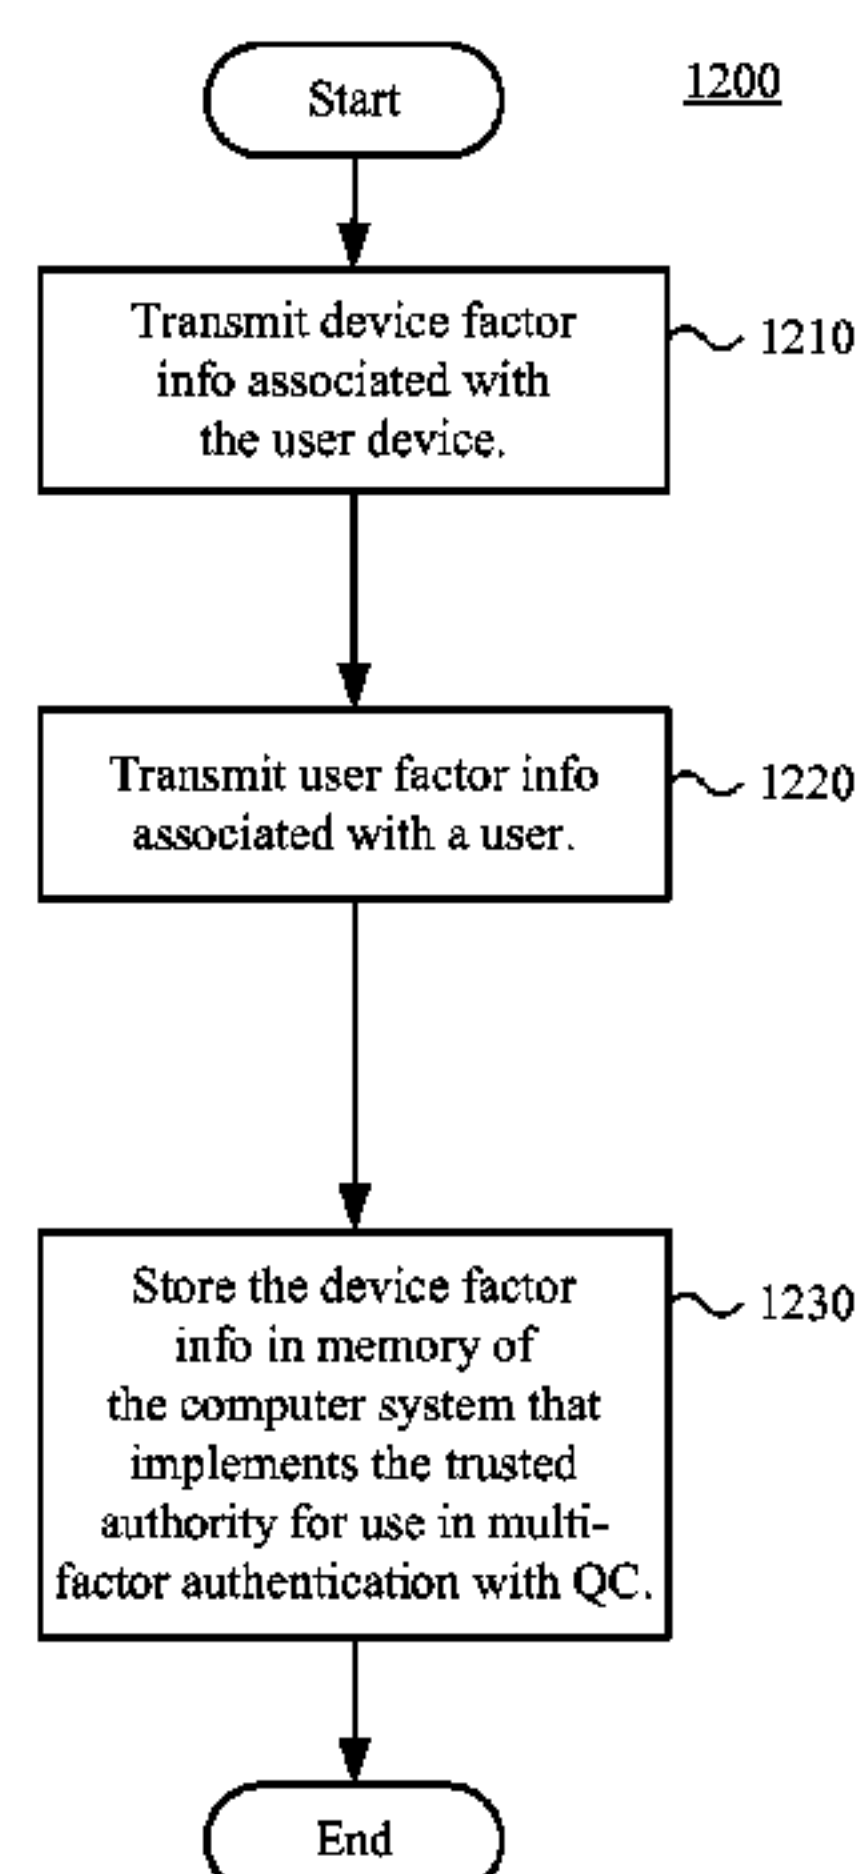 Start
1200
Transmit device factor
info associated with
the user device.
1210
Transmit user factor info
associated with a user.
1220
Store the device factor
info in memory of
the computer system that
implements the trusted
authority for use in multi-
factor authentication with QC.
1230
End